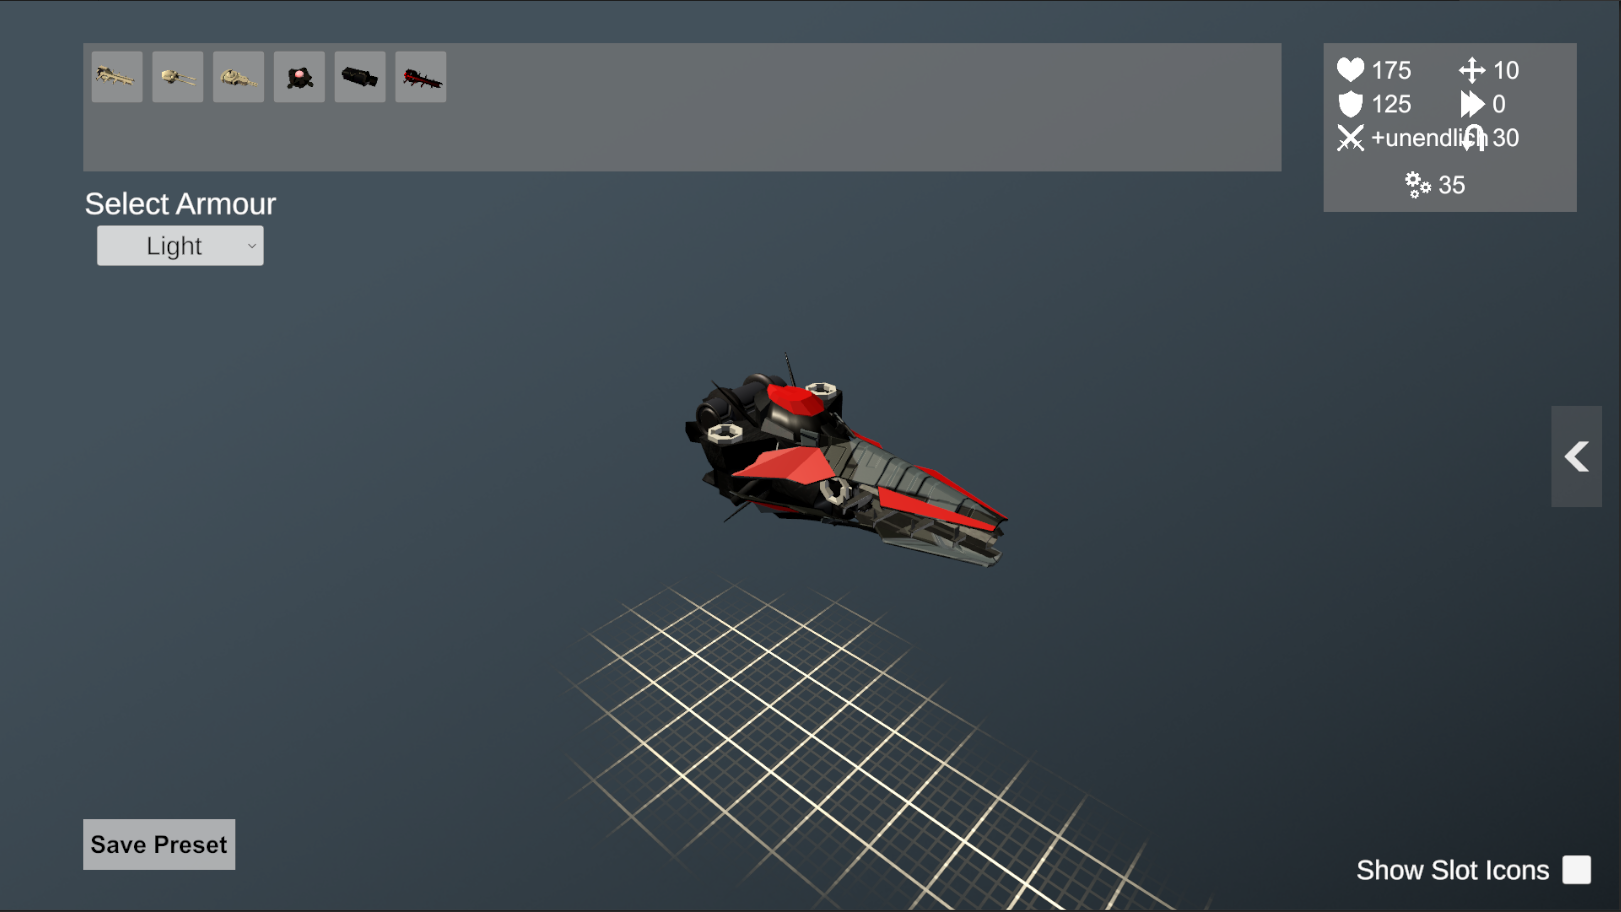 175 10
125 0
+unendlich 30
35
Select Armour
Light
Save Preset
Show Slot Icons